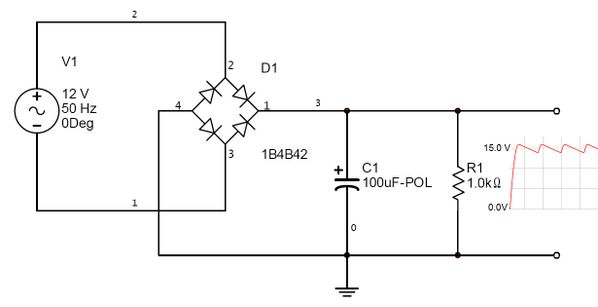 2
V1
12 V
50 Hz
0Deg
2
D1
4
1
3
1B4B42
3
C1
100uF-POL
R1
1.0kΩ
15.0 V
0.0V
1
0